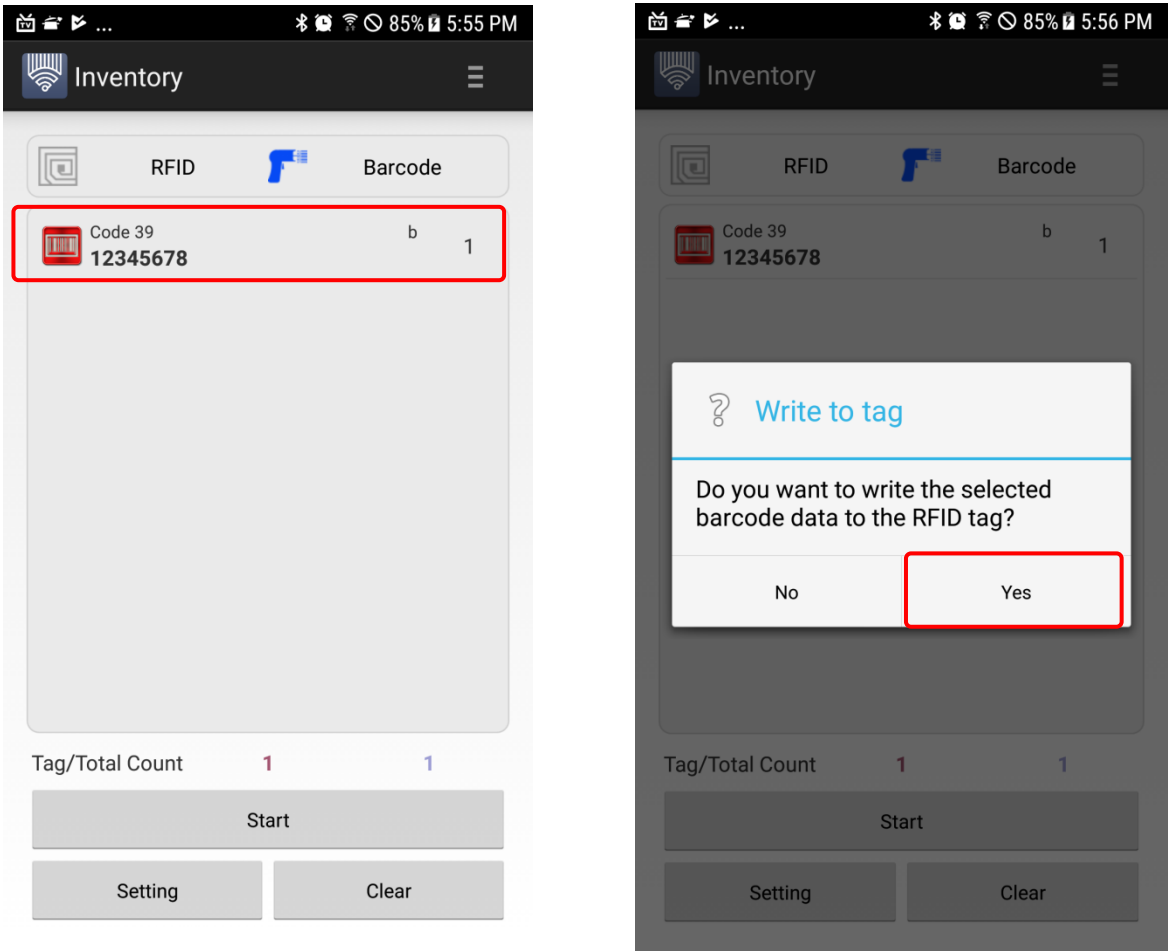 ... 85% 5:55 PM
Inventory
RFID Barcode
Code 39 b 1
12345678
Tag/Total Count 1 1
Start
Setting Clear
... 85% 5:56 PM
Inventory
RFID Barcode
Code 39 b 1
12345678
Write to tag
Do you want to write the selected
barcode data to the RFID tag?
No Yes
Tag/Total Count 1 1
Start
Setting Clear